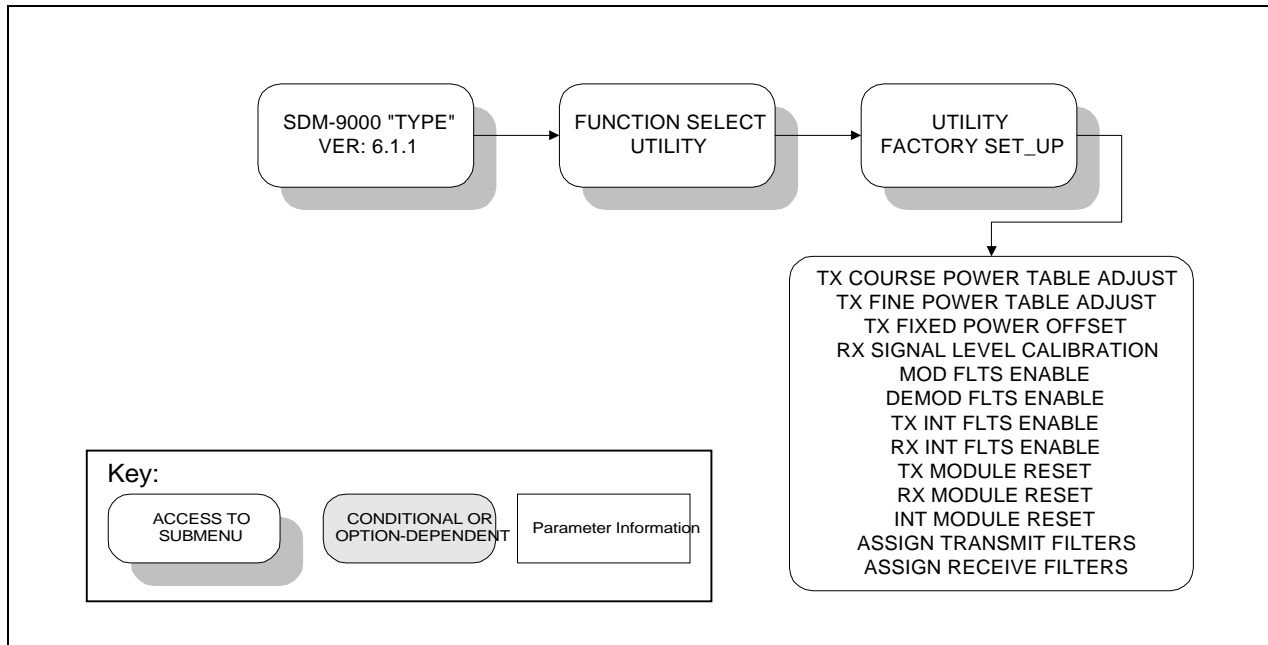 SDM-9000 "TYPE"
VER: 6.1.1
FUNCTION SELECT
UTILITY
UTILITY
FACTORY SET_UP
TX COURSE POWER TABLE ADJUST
TX FINE POWER TABLE ADJUST
TX FIXED POWER OFFSET
RX SIGNAL LEVEL CALIBRATION
MOD FLTS ENABLE
DEMOD FLTS ENABLE
TX INT FLTS ENABLE
RX INT FLTS ENABLE
TX MODULE RESET
RX MODULE RESET
INT MODULE RESET
ASSIGN TRANSMIT FILTERS
ASSIGN RECEIVE FILTERS
Key:
ACCESS TO
SUBMENU
CONDITIONAL OR
OPTION-DEPENDENT
Parameter Information